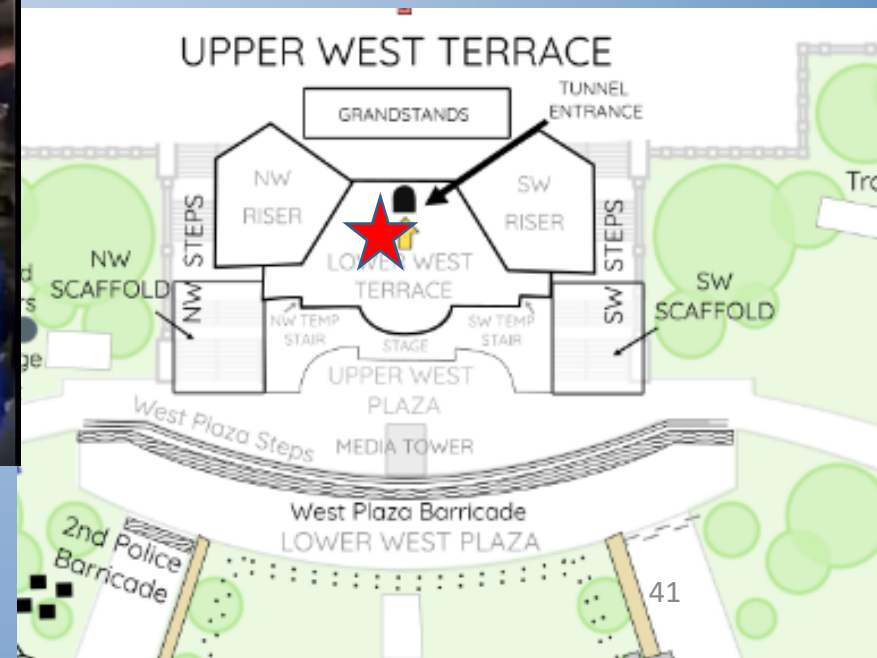 UPPER WEST TERRACE
TUNNEL
ENTRANCE
GRANDSTANDS
NW
RISER
SW
RISER
NW STEPS
SW STEPS
LOWER WEST
TERRACE
NW
SCAFFOLD
SW
SCAFFOLD
NW TEMP
STAIR
SW TEMP
STAIR
STAGE
UPPER WEST
PLAZA
West Plaza Steps
MEDIA TOWER
West Plaza Barricade
LOWER WEST PLAZA
2nd Police
Barricade
41